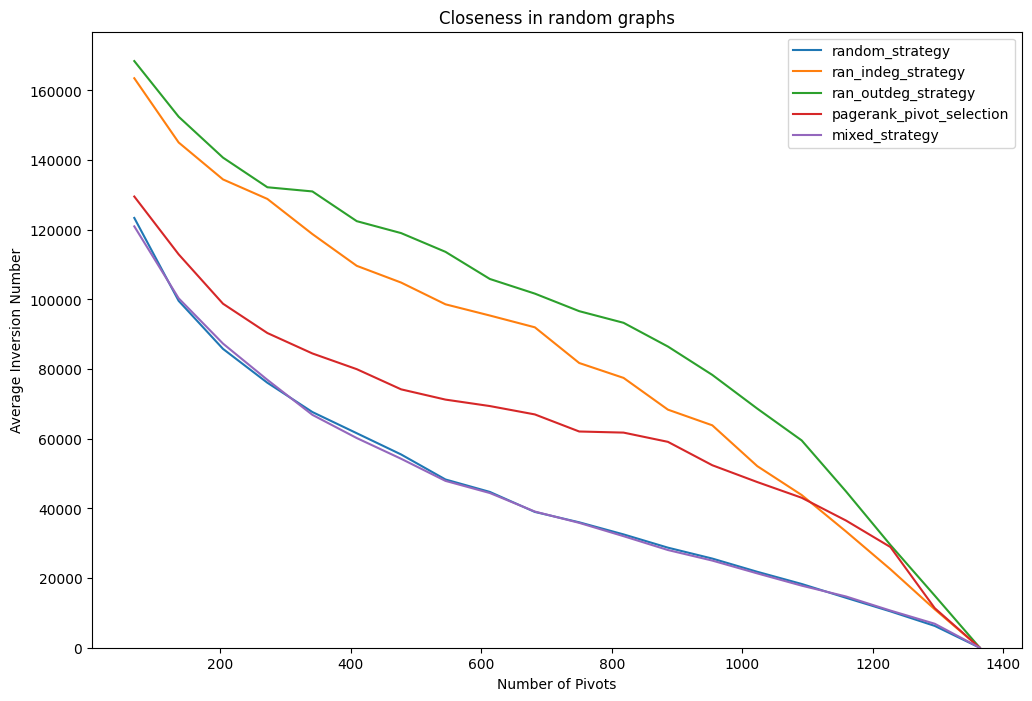 Closeness in random graphs
random_strategy
ran_indeg_strategy
ran_outdeg_strategy
pagerank_pivot_selection
mixed_strategy
Average Inversion Number
160000
140000
120000
100000
80000
60000
40000
20000
0
200 400 600 800 1000 1200 1400
Number of Pivots